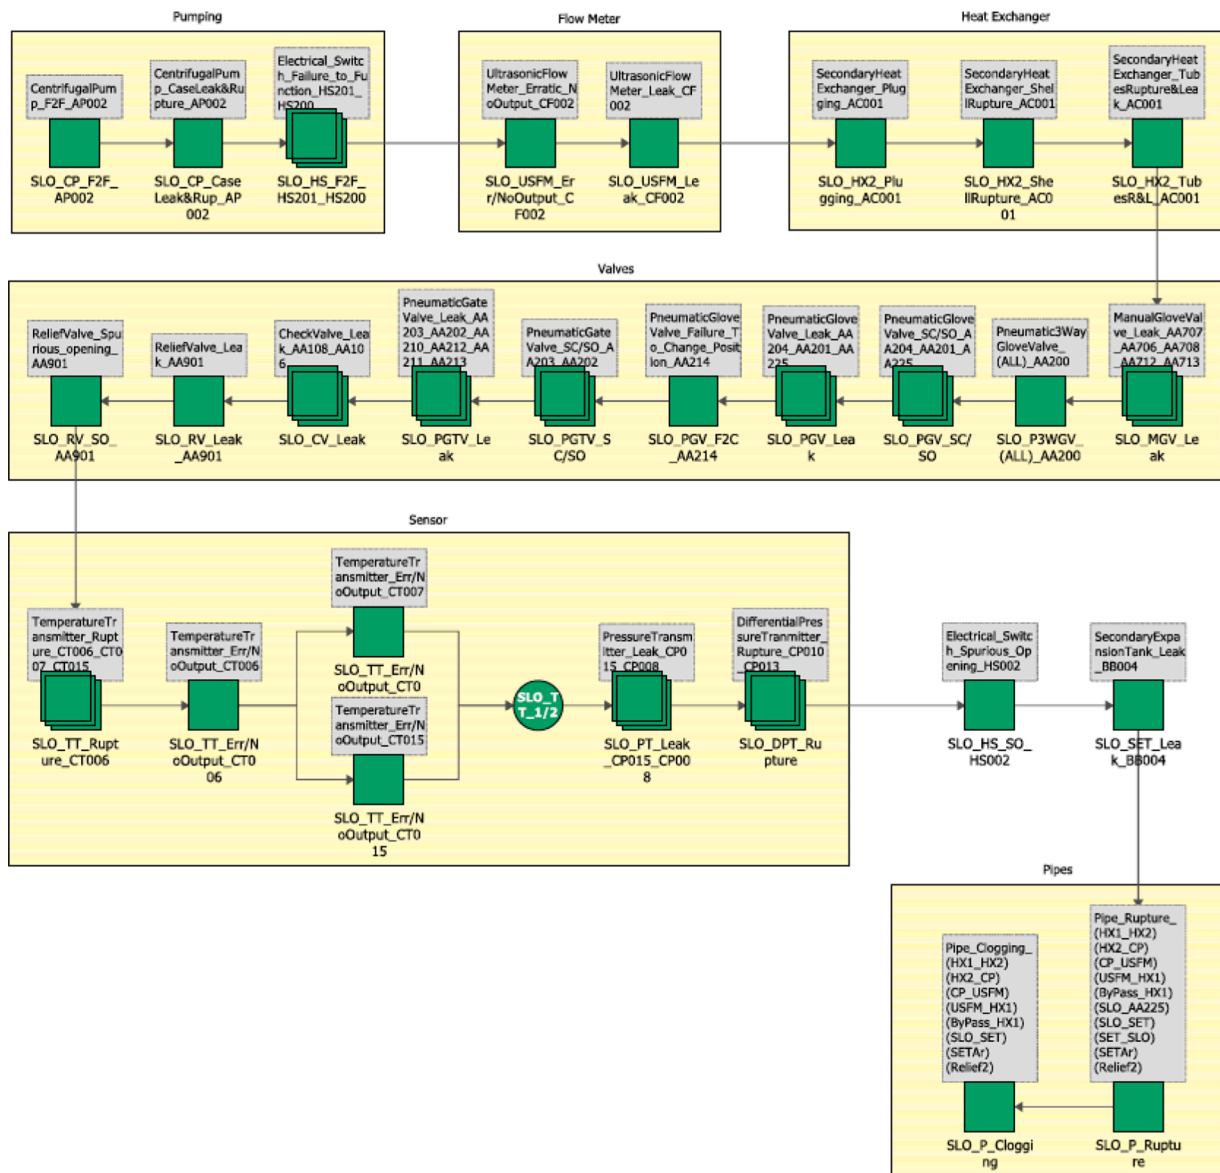 Pumping
CentrifugalPum
p_F2F_AP002
SLO_CP_F2F_
AP002
CentrifugalPum
p_CaseLeak&Ru
pture_AP002
SLO_CP_Case
Leak&Rup_AP
002
Electrical_Swit
ch_Failure_to_Fu
nction_HS201_
HS200
SLO_HS_F2F_
HS201_HS200
Flow Meter
UltrasonicFlow
Meter_Erratic_N
oOutput_CF002
SLO_USFM_Er
r/NoOutput_C
F002
UltrasonicFlow
Meter_Leak_CF
002
SLO_USFM_Le
ak_CF002
Heat Exchanger
SecondaryHeat
Exchanger_Plug
ging_AC001
SLO_HX2_Plu
gging_AC001
SecondaryHeat
Exchanger_Shel
lRupture_AC001
SLO_HX2_She
llRupture_AC0
01
SecondaryHeat
Exchanger_Tub
esRupture&Lea
k_AC001
SLO_HX2_Tub
esR&L_AC001
Valves
ReliefValve_Spu
rious_opening_
AA901
SLO_RV_SO_
AA901
ReliefValve_Lea
k_AA901
SLO_RV_Leak
_AA901
CheckValve_Lea
k_AA108_AA10
6
SLO_CV_Leak
PneumaticGate
Valve_Leak_AA
203_AA202_AA
210_AA212_AA
211_AA213
SLO_PGTV_Le
ak
PneumaticGate
Valve_SC/SO_A
A203_AA202
SLO_PGTV_S
C/SO
PneumaticGlove
Valve_Failure_T
o_Change_Posit
ion_AA214
SLO_PGV_F2C
_AA214
PneumaticGlove
Valve_Leak_AA
204_AA201_AA
225
SLO_PGV_Lea
k
PneumaticGlove
Valve_SC/SO_
AA204_AA201_A
A225
SLO_PGV_SC/
SO
Pneumatic3Way
GloveValve_
(ALL)_AA200
SLO_P3WGV_
(ALL)_AA200
ManualGloveVal
ve_Leak_AA707
_AA706_AA708
_AA712_AA713
SLO_MGV_Le
ak
Sensor
TemperatureTr
ansmitter_Rupt
ure_CT006_CT0
07_CT015
SLO_TT_Rupt
ure_CT006
TemperatureTr
ansmitter_Err/N
oOutput_CT006
SLO_TT_Err/N
oOutput_CT0
06
TemperatureTr
ansmitter_Err/N
oOutput_CT007
SLO_TT_Err/N
oOutput_CT0
TemperatureTr
ansmitter_Err/N
oOutput_CT015
SLO_TT_Err/N
oOutput_CT0
15
SLO_T
T_1/2
PressureTransm
itter_Leak_CP0
15_CP008
SLO_PT_Leak
_CP015_CP00
8
DifferentialPres
sureTranmitter_
Rupture_CP010
_CP013
SLO_DPT_Ru
pture
Electrical_Switc
h_Spurious_Op
ening_HS002
SLO_HS_SO_
HS002
SecondaryExpa
nsionTank_Leak
_BB004
SLO_SET_Lea
k_BB004
Pipes
Pipe_Clogging_
(HX1_HX2)
(HX2_CP)
(CP_USFM)
(USFM_HX1)
(ByPass_HX1)
(SLO_SET)
(SETAr)
(Relief2)
SLO_P_Cloggi
ng
Pipe_Rupture_
(HX1_HX2)
(HX2_CP)
(CP_USFM)
(USFM_HX1)
(ByPass_HX1)
(SLO_AA225)
(SLO_SET)
(SET_SLO)
(SETAr)
(Relief2)
SLO_P_Ruptu
re